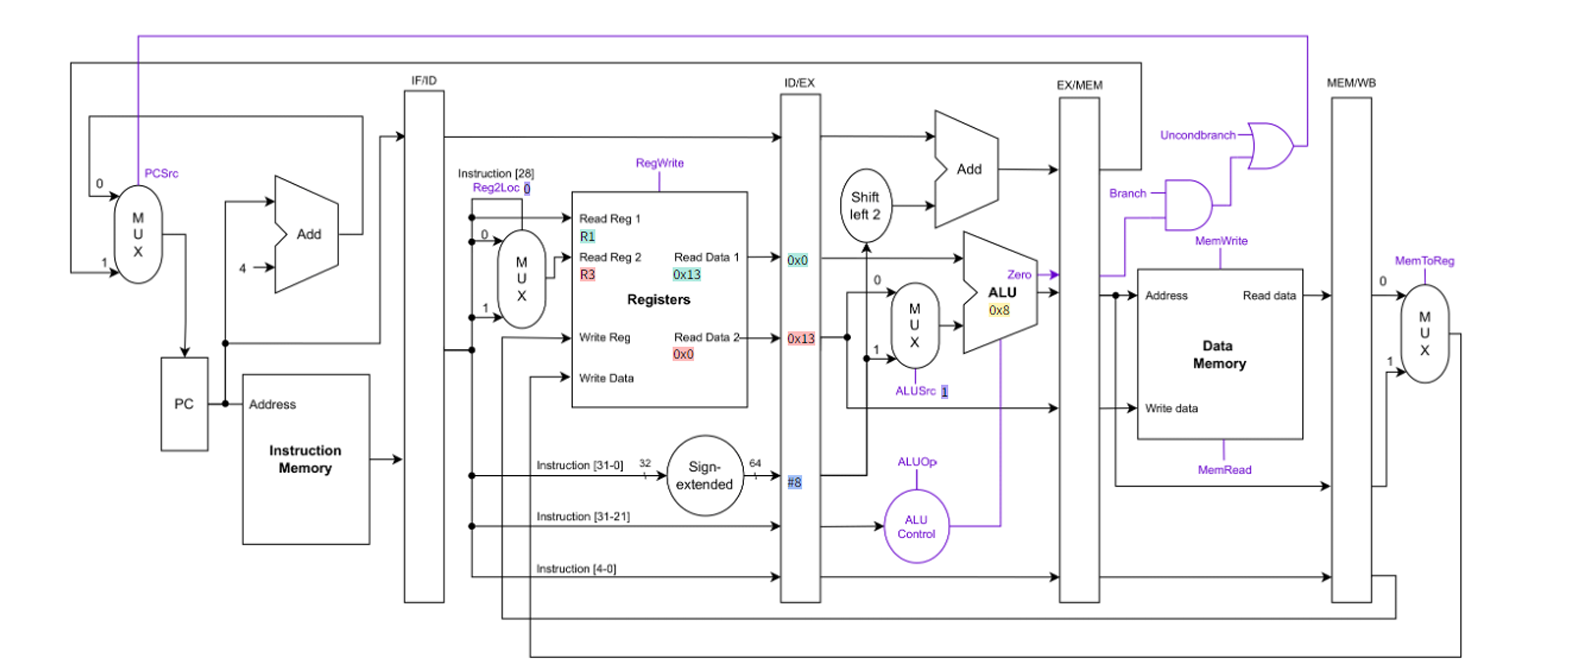 IF/ID
ID/EX
EX/MEM
MEM/WB
PCSrc
0
M
U
X
1
Add
4
PC
Address
Instruction
Memory
Instruction [28]
Reg2Loc 0
0
M
U
X
1
RegWrite
Read Reg 1
R1
Read Reg 2
R3
Read Data 1
0x13
Registers
Write Reg
Read Data 2
0x0
Write Data
Instruction [31-0]
32
Sign-
extended
64
Instruction [31-21]
Instruction [4-0]
0x0
0x13
#8
Add
Shift
left 2
Zero
ALU
0x8
0
M
U
X
1
ALUSrc 1
ALUOp
ALU
Control
Uncondbranch
Branch
MemWrite
Address
Read data
Data
Memory
Write data
MemRead
MemToReg
0
M
U
X
1